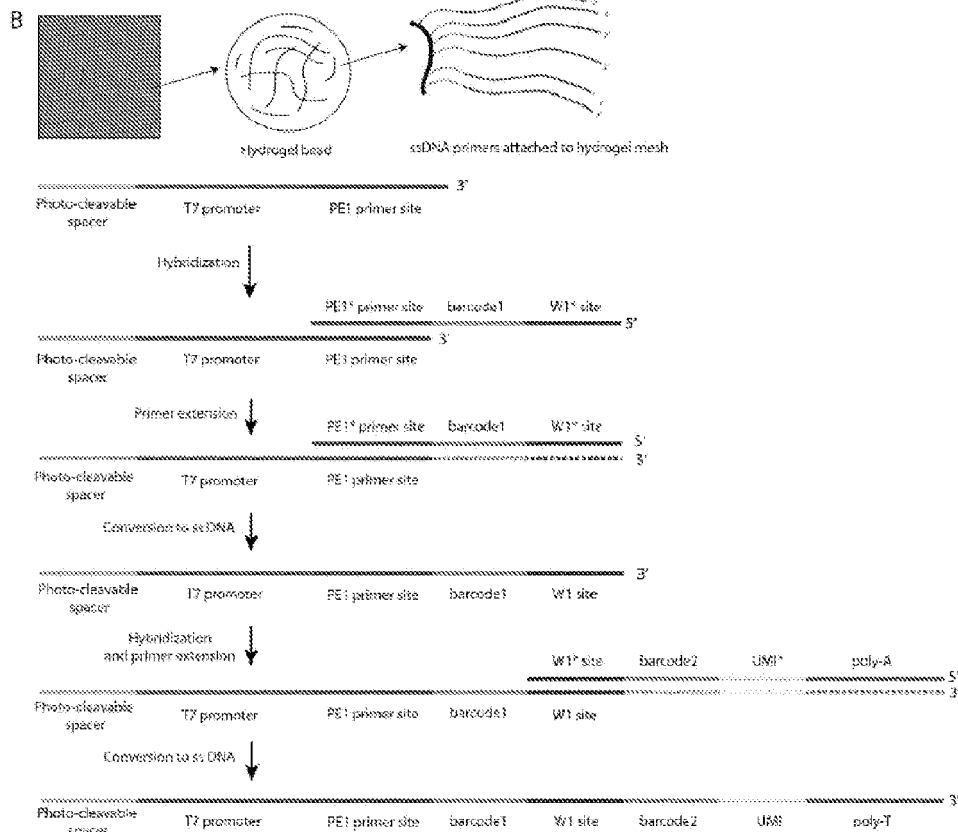 B
Hydrogel bead
ssDNA primers attached to hydrogel mesh
3'
Photo-cleavable spacer
T7 promoter
PE1 primer site
Hybridization
PE1* primer site
barcode1
W1* site
5'
3'
Photo-cleavable spacer
T7 promoter
PE1 primer site
Primer extension
PE1* primer site
barcode1
W1* site
5'
3'
Photo-cleavable spacer
T7 promoter
PE1 primer site
Conversion to ssDNA
3'
Photo-cleavable spacer
T7 promoter
PE1 primer site
barcode1
W1 site
Hybridization
and primer extension
W1* site
barcode2
UMI*
poly-A
5'
3'
Photo-cleavable spacer
T7 promoter
PE1 primer site
barcode1
W1 site
Conversion to ss DNA
3'
Photo-cleavable spacer
T7 promoter
PE1 primer site
barcode1
W1 site
barcode2
UMI
poly-T